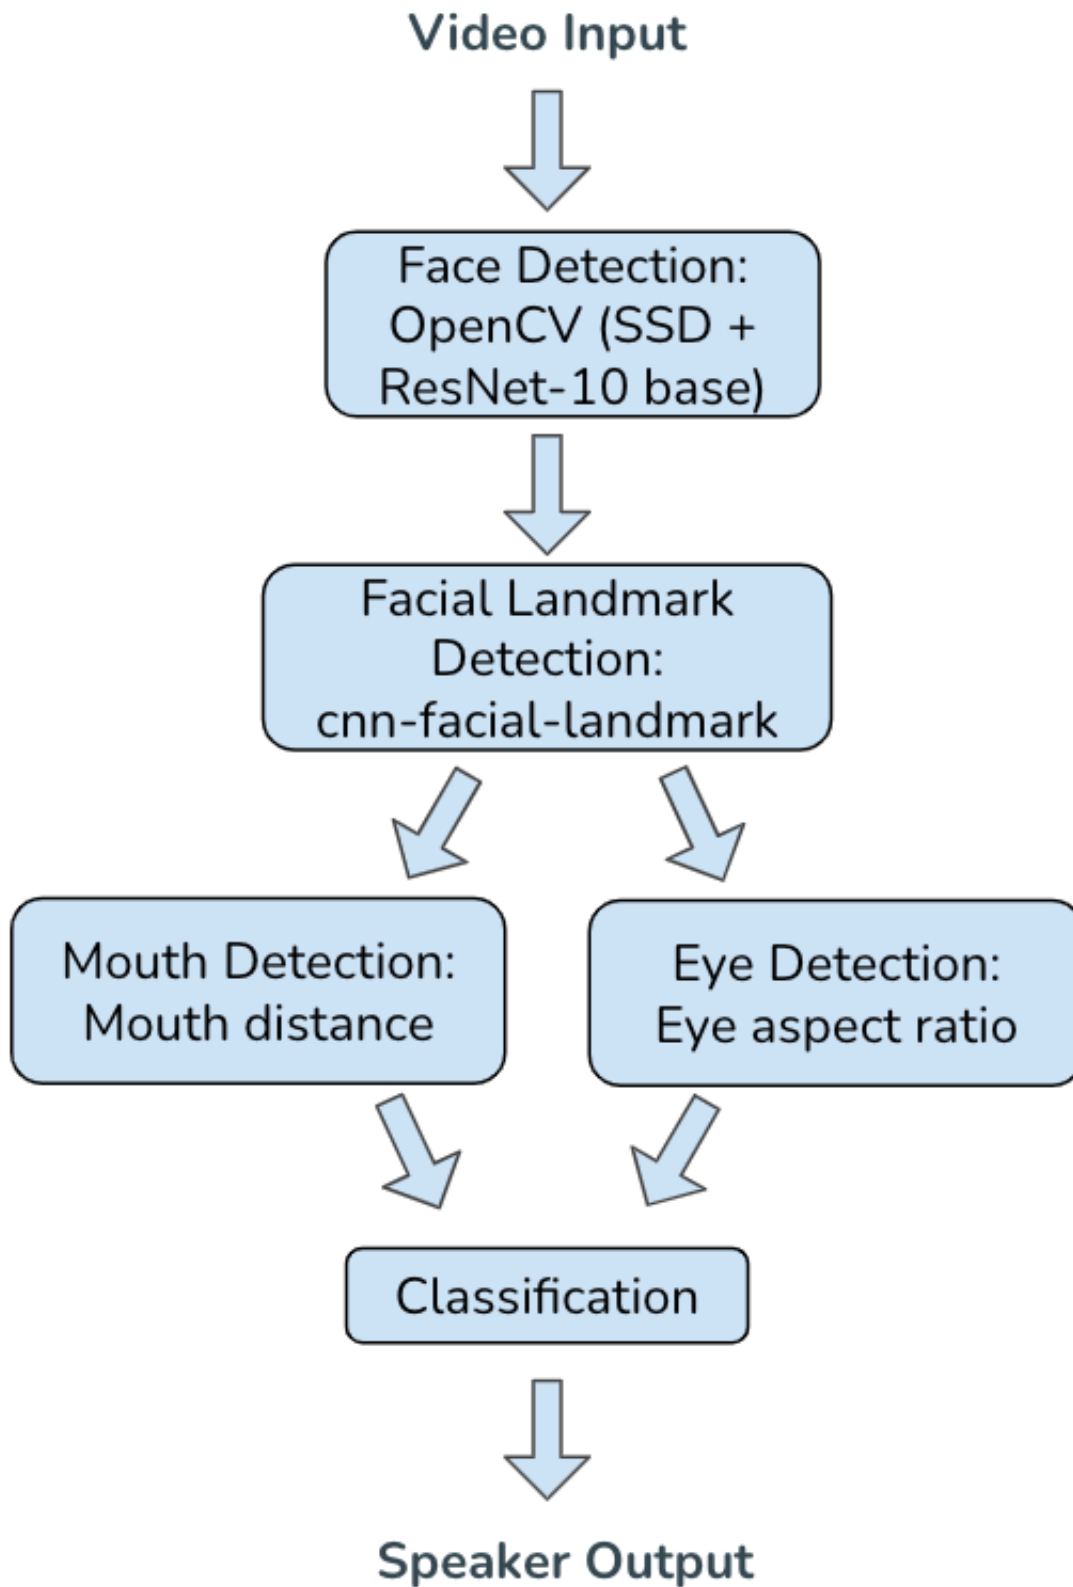 Video Input
Face Detection:
OpenCV (SSD +
ResNet-10 base)
Facial Landmark
Detection:
cnn-facial-landmark
Mouth Detection:
Mouth distance
Eye Detection:
Eye aspect ratio
Classification
Speaker Output